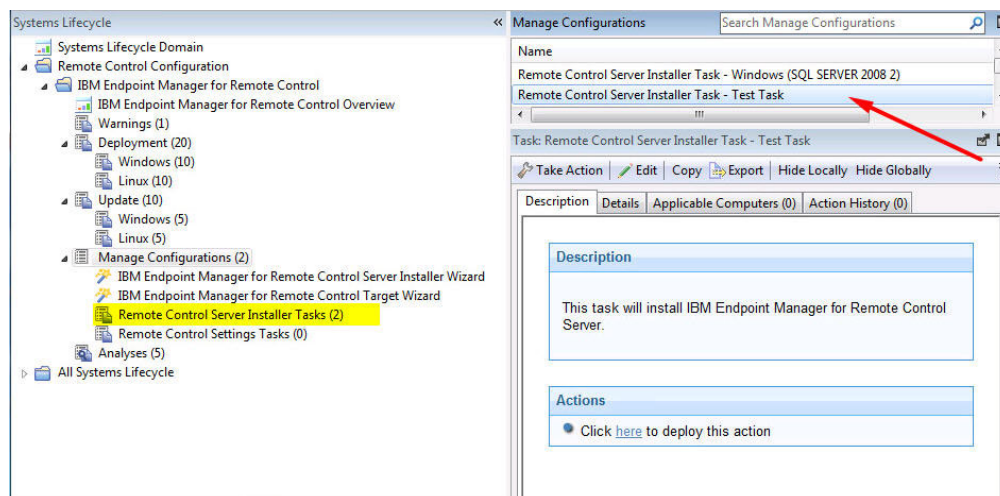 Systems Lifecycle
Systems Lifecycle Domain
Remote Control Configuration
IBM Endpoint Manager for Remote Control
IBM Endpoint Manager for Remote Control Overview
Warnings (1)
Deployment (20)
Windows (10)
Linux (10)
Update (10)
Windows (5)
Linux (5)
Manage Configurations (2)
IBM Endpoint Manager for Remote Control Server Installer Wizard
IBM Endpoint Manager for Remote Control Target Wizard
Remote Control Server Installer Tasks (2)
Remote Control Settings Tasks (0)
Analyses (5)
All Systems Lifecycle
Manage Configurations Search Manage Configurations
Name
Remote Control Server Installer Task - Windows (SQL SERVER 2008 2)
Remote Control Server Installer Task - Test Task
Task: Remote Control Server Installer Task - Test Task
Take Action Edit Copy Export Hide Locally Hide Globally
Description Details Applicable Computers (0) Action History (0)
Description
This task will install IBM Endpoint Manager for Remote Control
Server.
Actions
Click here to deploy this action